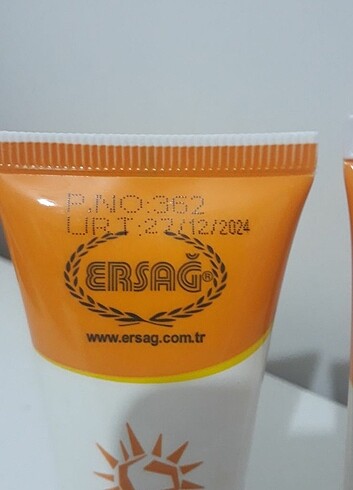 P.NO:362
ÜRT:27/12/2024
ERSAĞ®
www.ersag.com.tr